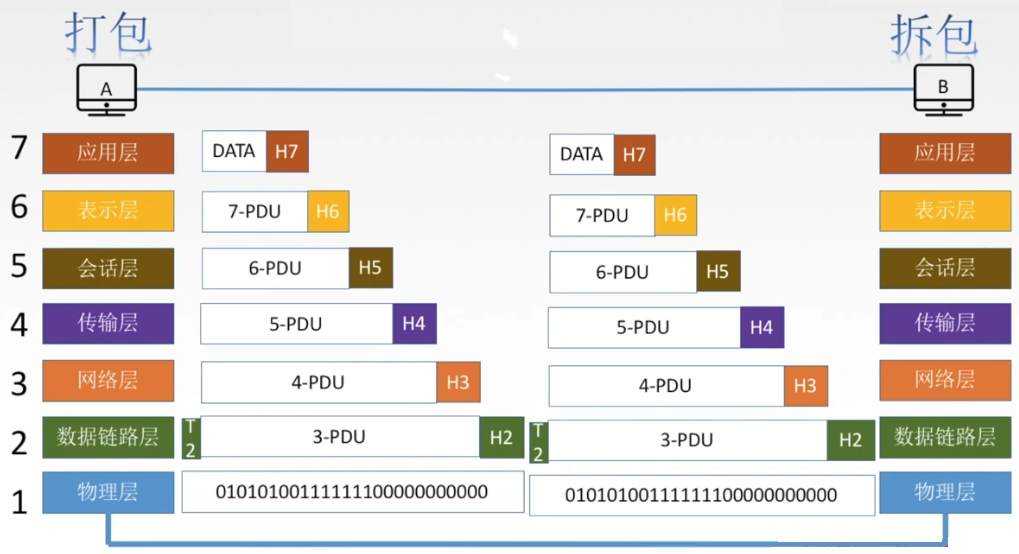 打包
拆包
A
B
7 应用层 DATA H7 DATA H7 应用层
6 表示层 7-PDU H6 7-PDU H6 表示层
5 会话层 6-PDU H5 6-PDU H5 会话层
4 传输层 5-PDU H4 5-PDU H4 传输层
3 网络层 4-PDU H3 4-PDU H3 网络层
2 数据链路层 T2 3-PDU H2 T2 3-PDU H2 数据链路层
1 物理层 01010100111111100000000000 01010100111111100000000000 物理层